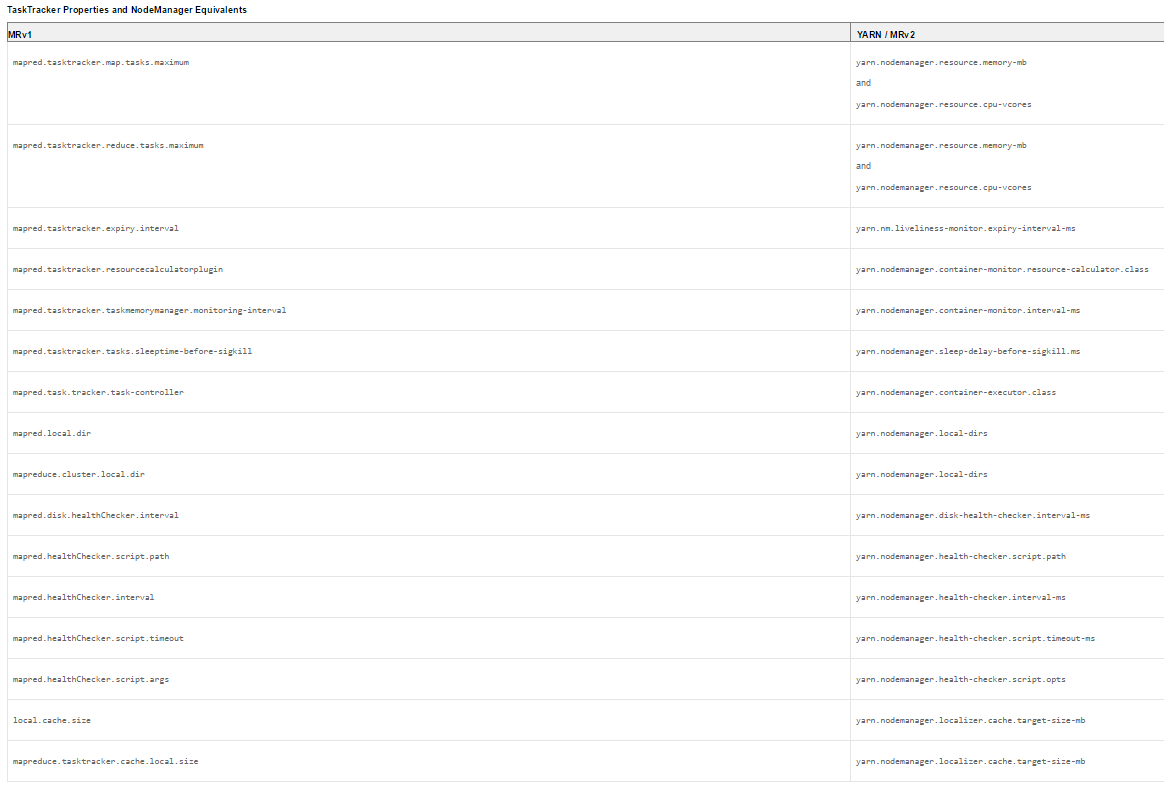 TaskTracker Properties and NodeManager Equivalents
MRv1 YARN / MRv2
mapred.tasktracker.map.tasks.maximum yarn.nodemanager.resource.memory-mb
and
yarn.nodemanager.resource.cpu-vcores
mapred.tasktracker.reduce.tasks.maximum yarn.nodemanager.resource.memory-mb
and
yarn.nodemanager.resource.cpu-vcores
mapred.tasktracker.expiry.interval yarn.nm.liveliness-monitor.expiry-interval-ms
mapred.tasktracker.resourcecalculatorplugin yarn.nodemanager.container-monitor.resource-calculator.class
mapred.tasktracker.taskmemorymanager.monitoring-interval yarn.nodemanager.container-monitor.interval-ms
mapred.tasktracker.tasks.sleeptime-before-sigkill yarn.nodemanager.sleep-delay-before-sigkill.ms
mapred.task.tracker.task-controller yarn.nodemanager.container-executor.class
mapred.local.dir yarn.nodemanager.local-dirs
mapreduce.cluster.local.dir yarn.nodemanager.local-dirs
mapred.disk.healthChecker.interval yarn.nodemanager.disk-health-checker.interval-ms
mapred.healthChecker.script.path yarn.nodemanager.health-checker.script.path
mapred.healthChecker.interval yarn.nodemanager.health-checker.interval-ms
mapred.healthChecker.script.timeout yarn.nodemanager.health-checker.script.timeout-ms
mapred.healthChecker.script.args yarn.nodemanager.health-checker.script.opts
local.cache.size yarn.nodemanager.localizer.cache.target-size-mb
mapreduce.tasktracker.cache.local.size yarn.nodemanager.localizer.cache.target-size-mb